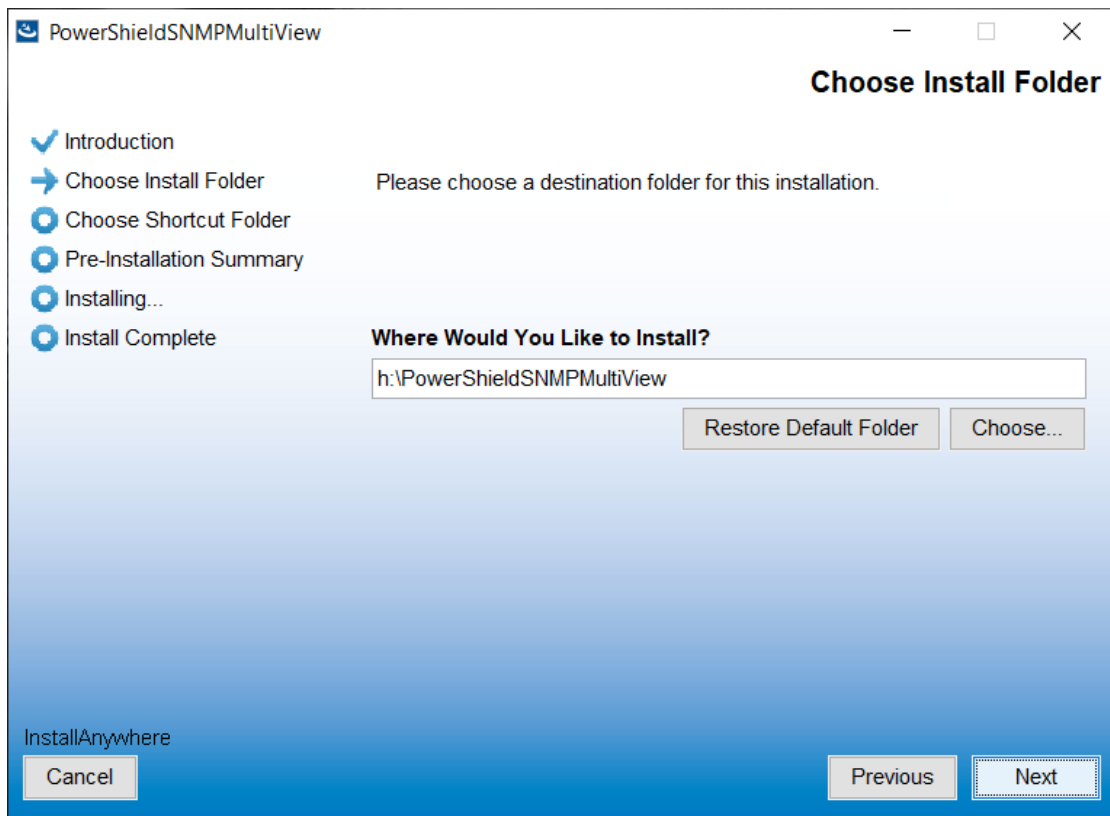 PowerShieldSNMPMultiView
Choose Install Folder
Introduction
Choose Install Folder
Choose Shortcut Folder
Pre-Installation Summary
Installing...
Install Complete
Please choose a destination folder for this installation.
Where Would You Like to Install?
h:\PowerShieldSNMPMultiView
Restore Default Folder
Choose...
InstallAnywhere
Cancel
Previous
Next